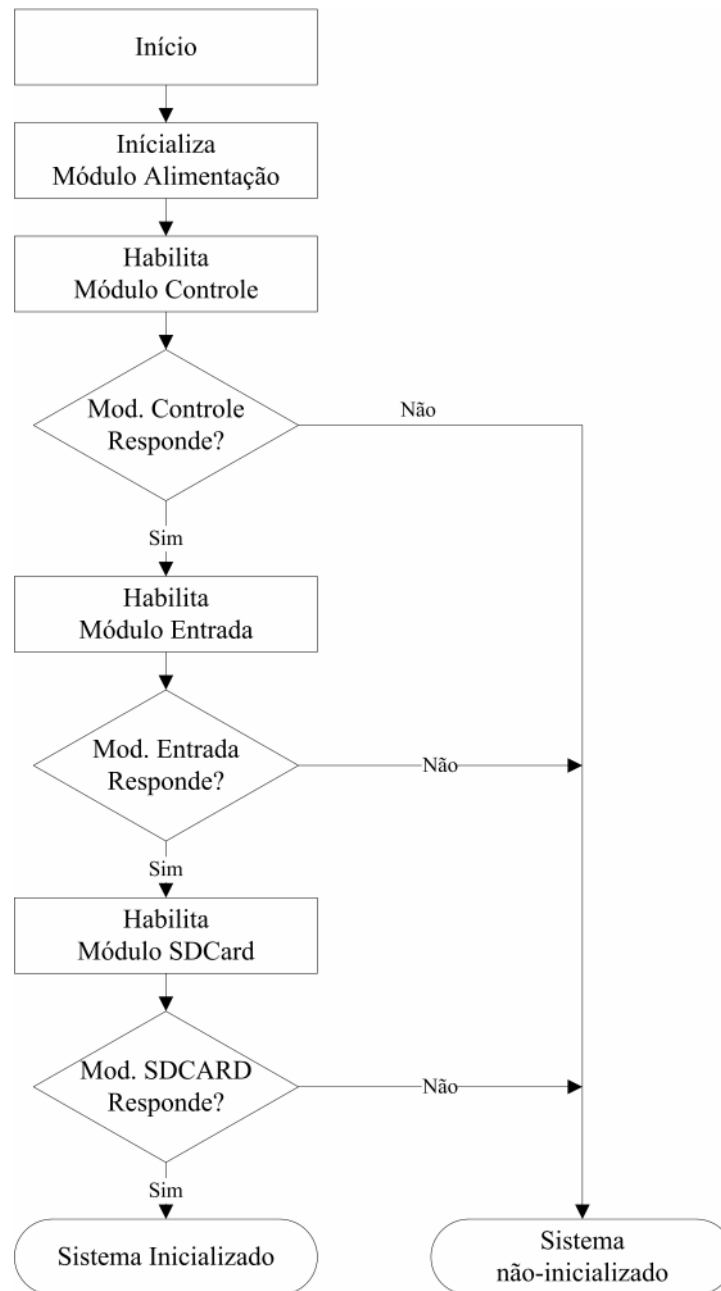 Início
Inícializa
Módulo Alimentação
Habilita
Módulo Controle
Mod. Controle
Responde?
Não
Sim
Habilita
Módulo Entrada
Mod. Entrada
Responde?
Não
Sim
Habilita
Módulo SDCard
Mod. SDCARD
Responde?
Não
Sim
Sistema Inicializado
Sistema
não-inicializado